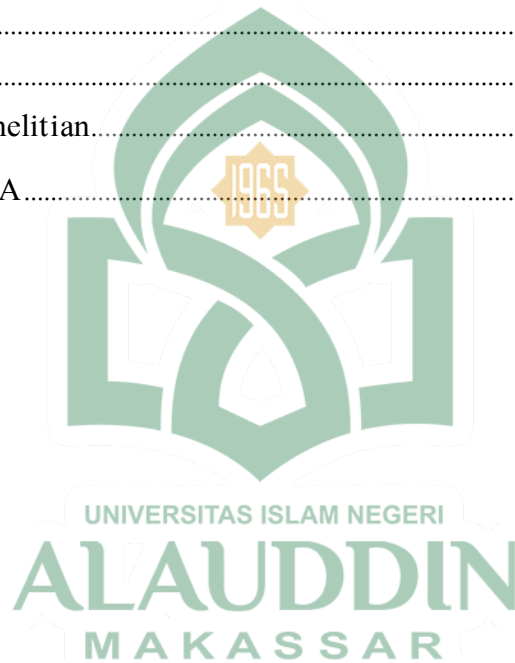 ................................................................
................................................................
nelitian................................................................
A................................................................
1965
UNIVERSITAS ISLAM NEGERI
ALAUDDIN
MAKASSAR